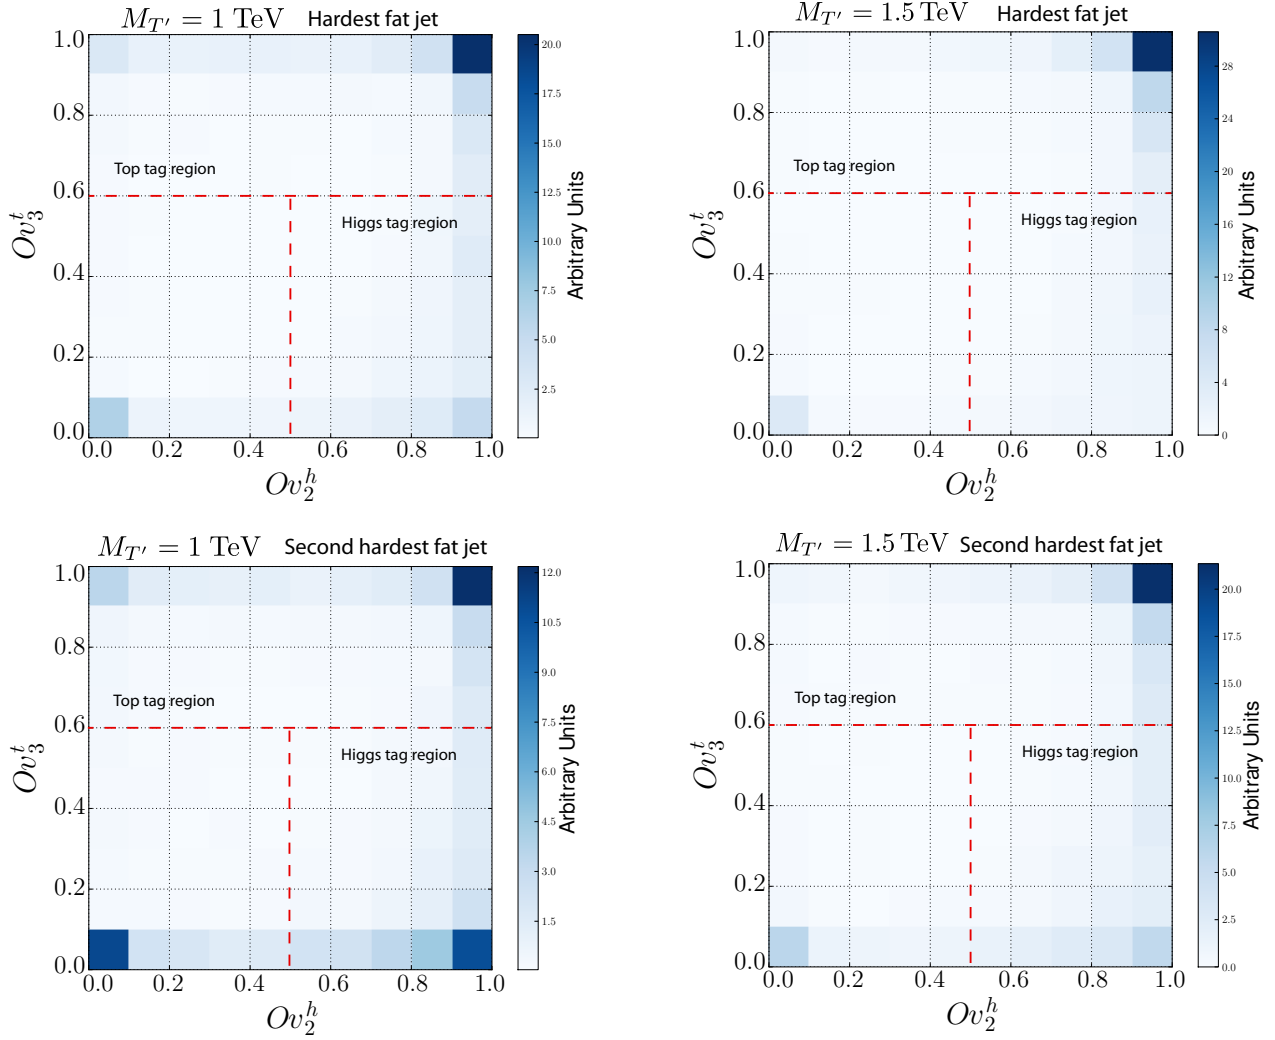 M_{T'} = 1 TeV Hardest fat jet
1.0
0.8
0.6
0.4
0.2
0.0
Ov_3^t
Top tag region
Higgs tag region
0.0 0.2 0.4 0.6 0.8 1.0
Ov_2^h
20.0
17.5
15.0
12.5
10.0
7.5
5.0
2.5
Arbitrary Units
M_{T'} = 1.5 TeV Hardest fat jet
1.0
0.8
0.6
0.4
0.2
0.0
Ov_3^t
Top tag region
Higgs tag region
0.0 0.2 0.4 0.6 0.8 1.0
Ov_2^h
28
24
20
16
12
8
4
0
Arbitrary Units
M_{T'} = 1 TeV Second hardest fat jet
1.0
0.8
0.6
0.4
0.2
0.0
Ov_3^t
Top tag region
Higgs tag region
0.0 0.2 0.4 0.6 0.8 1.0
Ov_2^h
12.0
10.5
9.0
7.5
6.0
4.5
3.0
1.5
Arbitrary Units
M_{T'} = 1.5 TeV Second hardest fat jet
1.0
0.8
0.6
0.4
0.2
0.0
Ov_3^t
Top tag region
Higgs tag region
0.0 0.2 0.4 0.6 0.8 1.0
Ov_2^h
20.0
17.5
15.0
12.5
10.0
7.5
5.0
2.5
0.0
Arbitrary Units